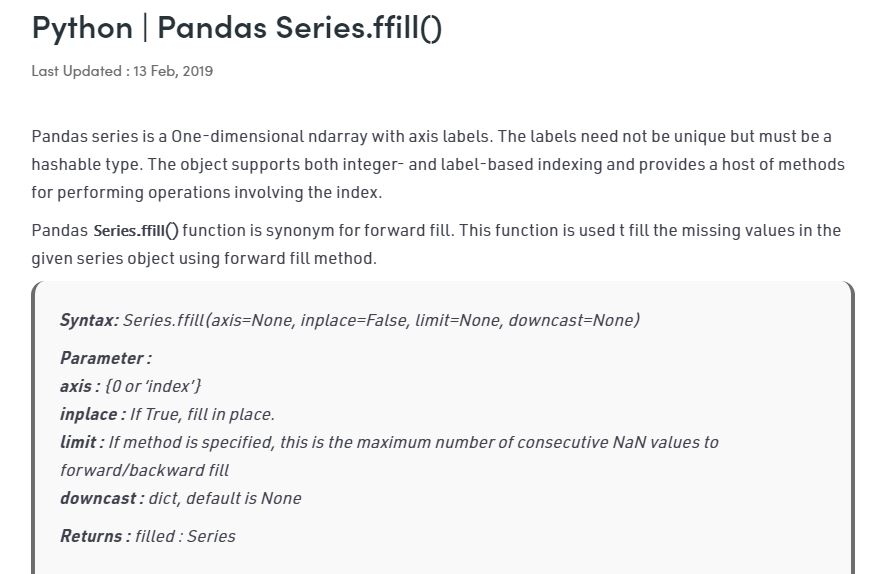 Python | Pandas Series.ffill()
Last Updated : 13 Feb, 2019
Pandas series is a One-dimensional ndarray with axis labels. The labels need not be unique but must be a
hashable type. The object supports both integer- and label-based indexing and provides a host of methods
for performing operations involving the index.
Pandas Series.ffill() function is synonym for forward fill. This function is used t fill the missing values in the
given series object using forward fill method.
Syntax: Series.ffill(axis=None, inplace=False, limit=None, downcast=None)
Parameter :
axis : {0 or ‘index’}
inplace : If True, fill in place.
limit : If method is specified, this is the maximum number of consecutive NaN values to
forward/backward fill
downcast : dict, default is None
Returns : filled : Series